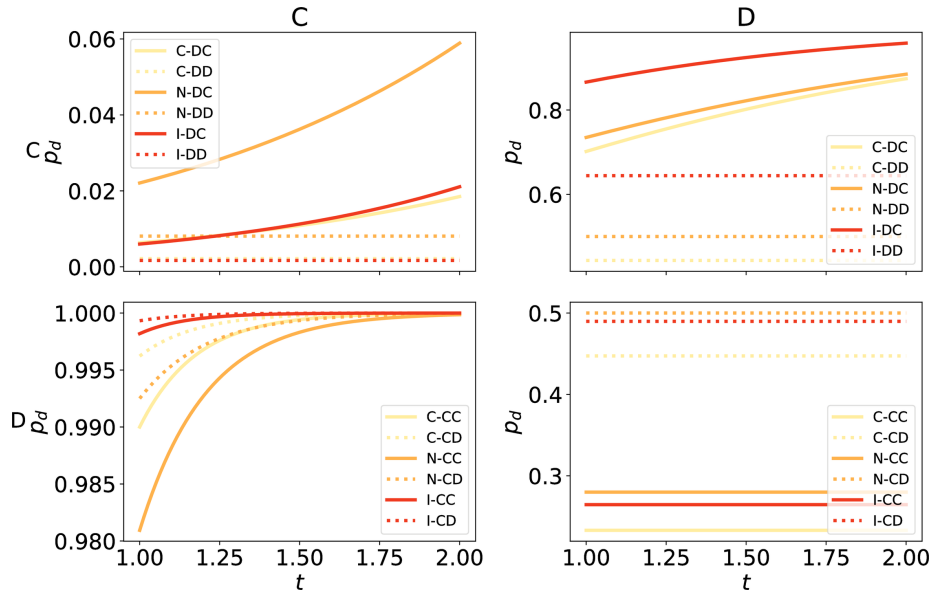 C
D
C
p_d
0.06
0.04
0.02
0.00
C-DC
C-DD
N-DC
N-DD
I-DC
I-DD
p_d
0.8
0.6
C-DC
C-DD
N-DC
N-DD
I-DC
I-DD
D
p_d
1.000
0.995
0.990
0.985
0.980
C-CC
C-CD
N-CC
N-CD
I-CC
I-CD
1.00 1.25 1.50 1.75 2.00
t
p_d
0.5
0.4
0.3
C-CC
C-CD
N-CC
N-CD
I-CC
I-CD
1.00 1.25 1.50 1.75 2.00
t